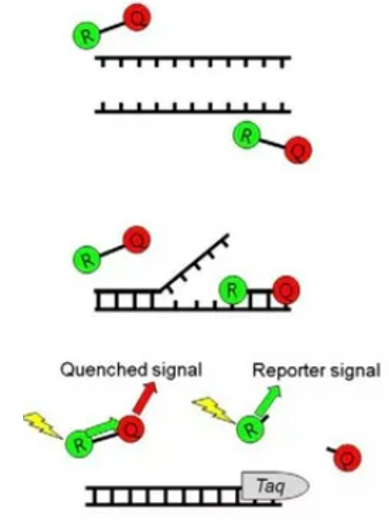 R Q
R Q
R Q
R Q
Quenched signal Reporter signal
R Q R
Q
Taq